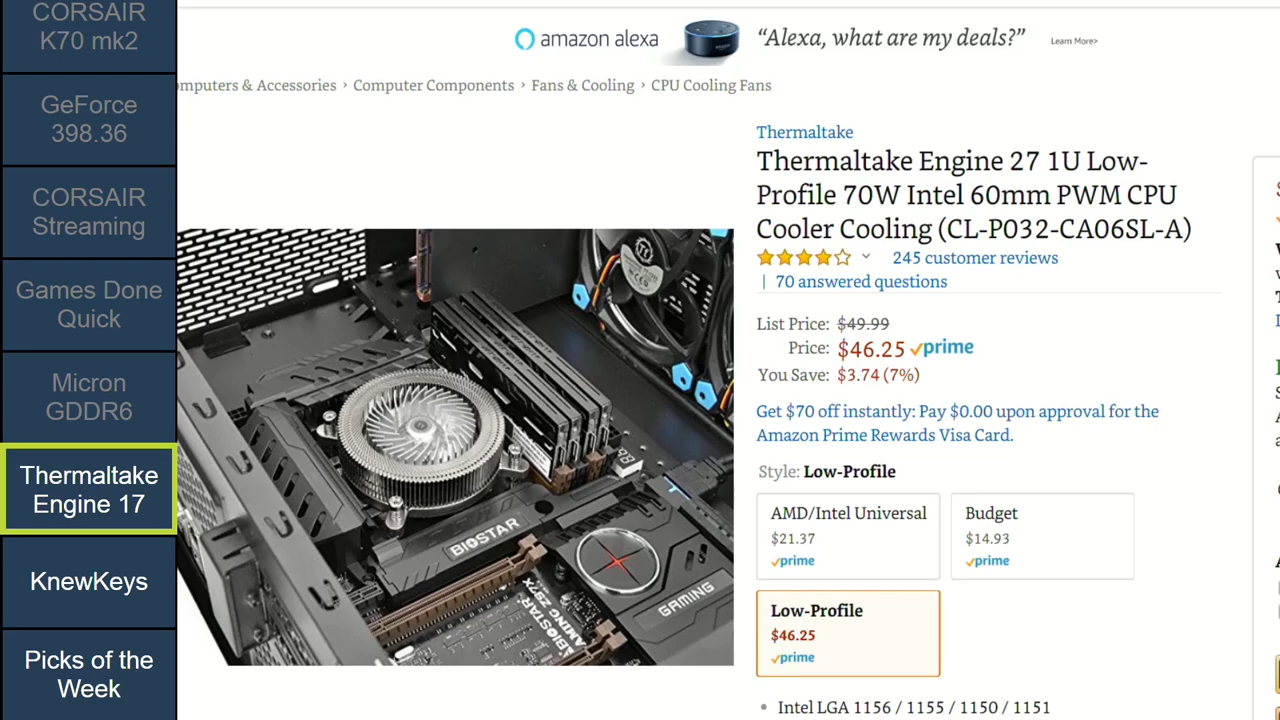 CORSAIR
K70 mk2
GeForce
398.36
CORSAIR
Streaming
Games Done
Quick
Micron
GDDR6
Thermaltake
Engine 17
KnewKeys
Picks of the
Week
amazon alexa
“Alexa, what are my deals?”
Learn More>
omputers & Accessories › Computer Components › Fans & Cooling › CPU Cooling Fans
Thermaltake
Thermaltake Engine 27 1U Low-
Profile 70W Intel 60mm PWM CPU
Cooler Cooling (CL-P032-CA06SL-A)
245 customer reviews
| 70 answered questions
List Price: $49.99
Price: $46.25 prime
You Save: $3.74 (7%)
Get $70 off instantly: Pay $0.00 upon approval for the
Amazon Prime Rewards Visa Card.
Style: Low-Profile
AMD/Intel Universal
$21.37
prime
Budget
$14.93
prime
Low-Profile
$46.25
prime
• Intel LGA 1156 / 1155 / 1150 / 1151
BIOSTAR
GAMING
BIOSTAR
GAMING Z97X